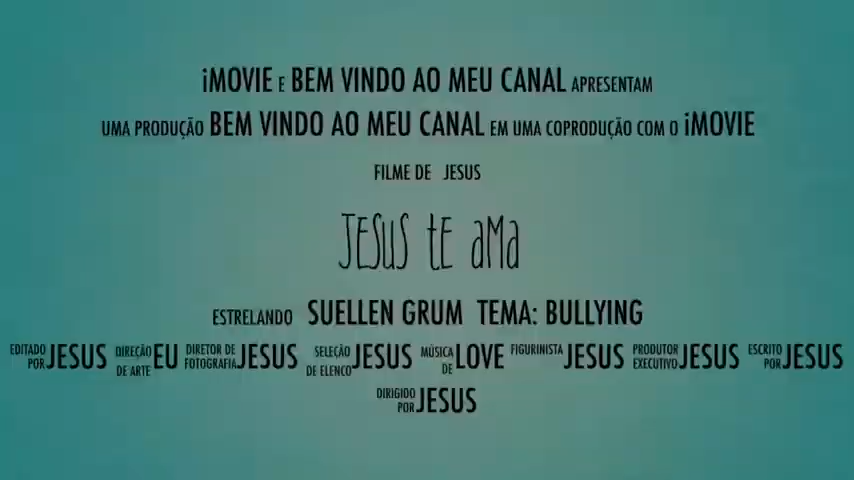 iMOVIE E BEM VINDO AO MEU CANAL APRESENTAM
UMA PRODUÇÃO BEM VINDO AO MEU CANAL EM UMA COPRODUÇÃO COM O iMOVIE
FILME DE JESUS
JESUS tE aMa
ESTRELANDO SUELLEN GRUM TEMA: BULLYING
EDITADO POR JESUS DIREÇÃO DE ARTE EU DIRETOR DE FOTOGRAFIA JESUS SELEÇÃO DE ELENCO JESUS MÚSICA DE LOVE FIGURINISTA JESUS PRODUTOR EXECUTIVO JESUS ESCRITO POR JESUS
DIRIGIDO POR JESUS